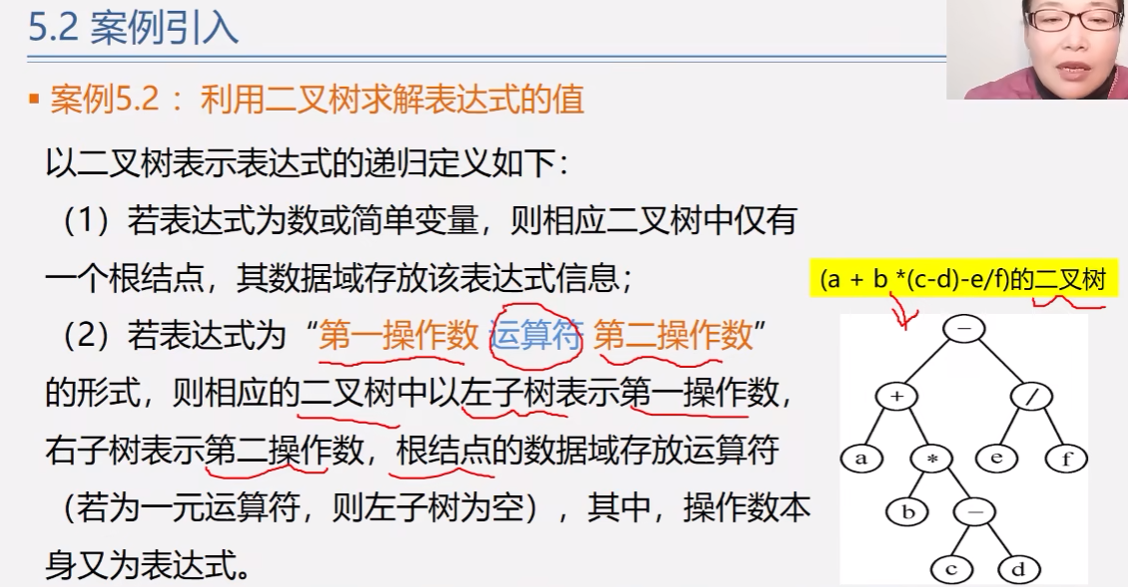 5.2 案例引入
▪ 案例5.2 ：利用二叉树求解表达式的值
以二叉树表示表达式的递归定义如下：
（1）若表达式为数或简单变量，则相应二叉树中仅有
一个根结点，其数据域存放该表达式信息；
（2）若表达式为“第一操作数 运算符 第二操作数”
的形式，则相应的二叉树中以左子树表示第一操作数，
右子树表示第二操作数，根结点的数据域存放运算符
（若为一元运算符，则左子树为空），其中，操作数本
身又为表达式。
(a + b *(c-d)-e/f)的二叉树
−
+ /
a * e f
b −
c d